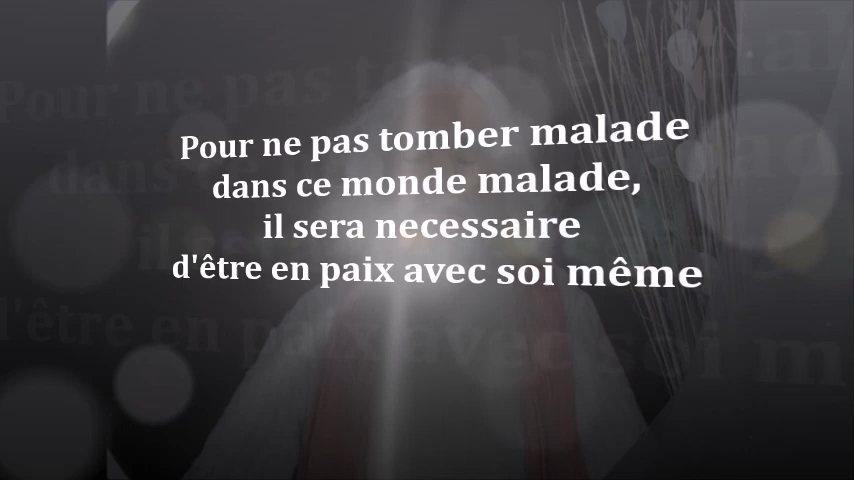 Pour ne pas tomber malade
dans ce monde malade,
il sera necessaire
d'être en paix avec soi même